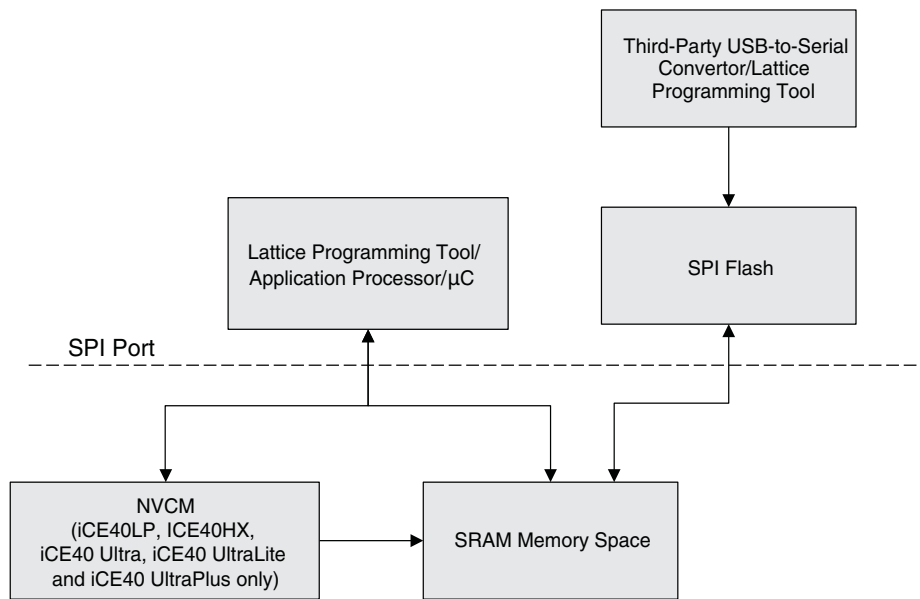 Third-Party USB-to-Serial
Convertor/Lattice
Programming Tool
Lattice Programming Tool/
Application Processor/µC
SPI Flash
SPI Port
NVCM
(iCE40LP, ICE40HX,
iCE40 Ultra, iCE40 UltraLite
and iCE40 UltraPlus only)
SRAM Memory Space